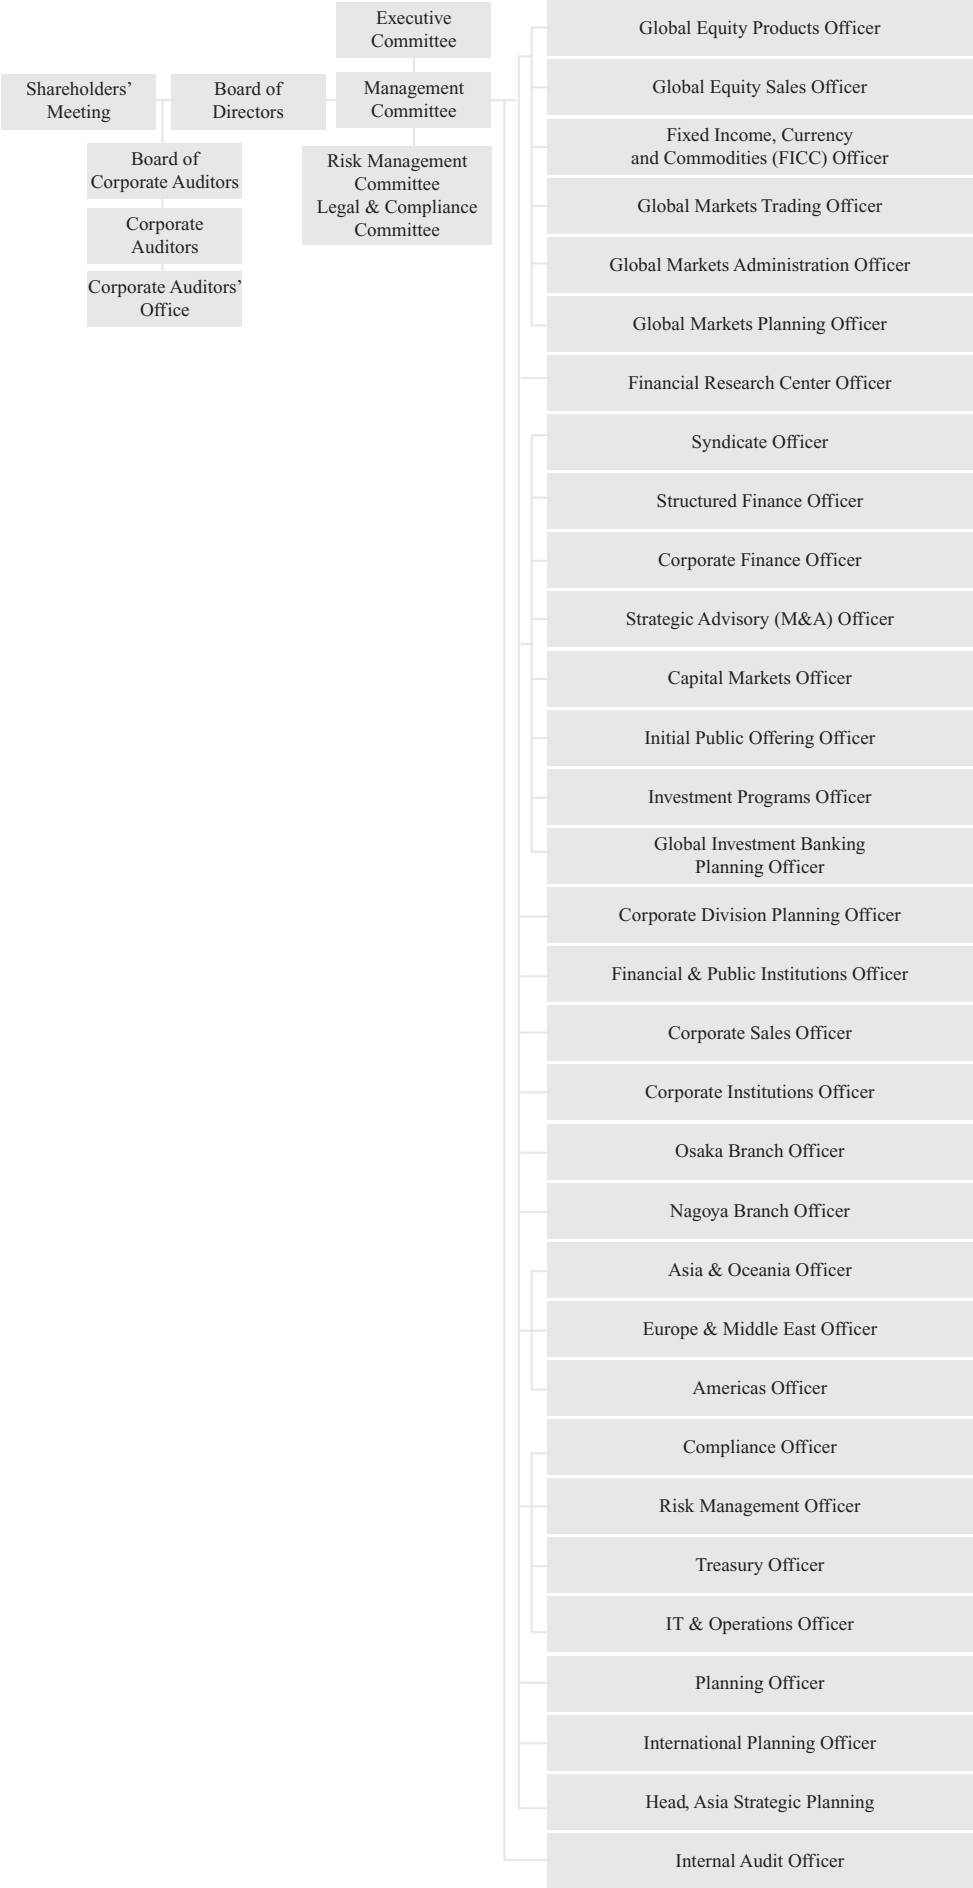 Executive
Committee
Shareholders’
Meeting
Board of
Directors
Management
Committee
Board of
Corporate Auditors
Risk Management
Committee
Legal & Compliance
Committee
Corporate
Auditors
Corporate Auditors’
Office
Global Equity Products Officer
Global Equity Sales Officer
Fixed Income, Currency
and Commodities (FICC) Officer
Global Markets Trading Officer
Global Markets Administration Officer
Global Markets Planning Officer
Financial Research Center Officer
Syndicate Officer
Structured Finance Officer
Corporate Finance Officer
Strategic Advisory (M&A) Officer
Capital Markets Officer
Initial Public Offering Officer
Investment Programs Officer
Global Investment Banking
Planning Officer
Corporate Division Planning Officer
Financial & Public Institutions Officer
Corporate Sales Officer
Corporate Institutions Officer
Osaka Branch Officer
Nagoya Branch Officer
Asia & Oceania Officer
Europe & Middle East Officer
Americas Officer
Compliance Officer
Risk Management Officer
Treasury Officer
IT & Operations Officer
Planning Officer
International Planning Officer
Head, Asia Strategic Planning
Internal Audit Officer